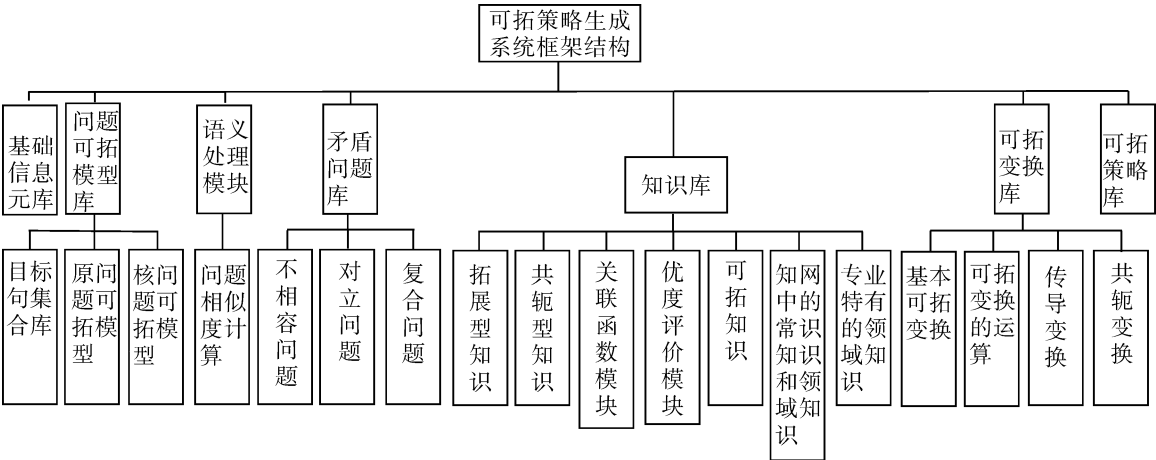 可拓策略生成
系统框架结构
基础
信息
元库
问题
可拓
模型
库
语义
处理
模块
矛盾
问题
库
知识库
可拓
变换
库
可拓
策略
库
目标
句集
合库
原问
题可
拓模
型
核问
题可
拓模
型
问题
相似
度计
算
不
相
容
问
题
对
立
问
题
复
合
问
题
拓
展
型
知
识
共
轭
型
知
识
关
联
函
数
模
块
优
度
评
价
模
块
可
拓
知
识
知网
中的
常识
知识
和领
域知
识
专业
特有
的领
域知
识
基本
可拓
变换
可拓
变换
的运
算
传
导
变
换
共
轭
变
换